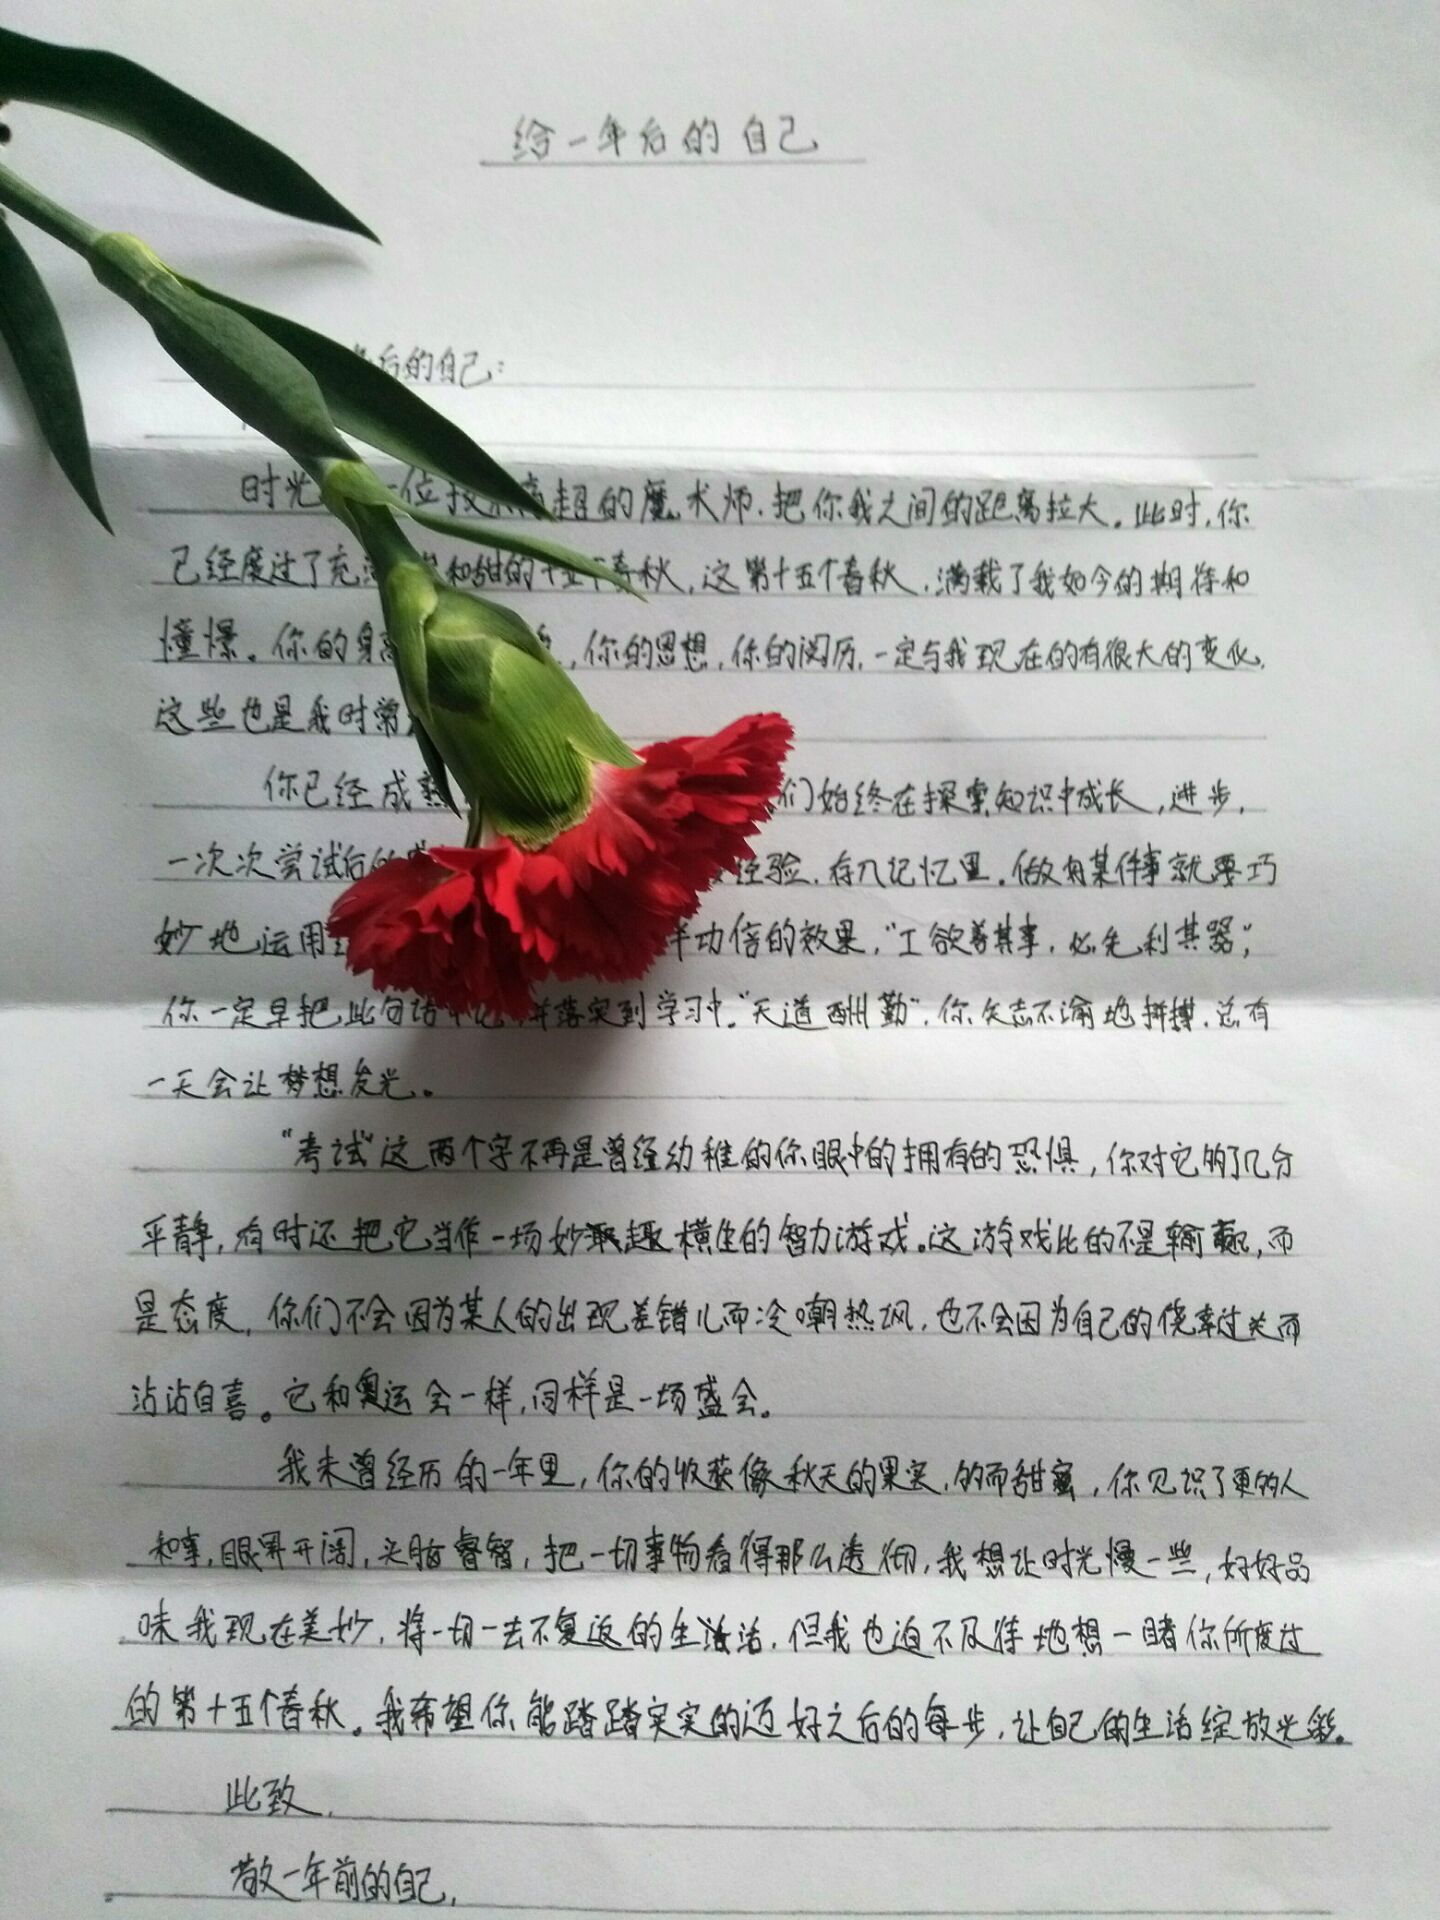 给一年后的自己
后的自己:
时光 一位技 高超的魔术师,把你我之间的距离拉大。此时,你
已经度过了充满 和甜的十五个春秋,这第十五个春秋,满载了我如今的期待和
憧憬。你的身高 ,你的思想,你的阅历,一定与我现在的有很大的变化,
这些也是我时常
你已经成熟 们始终在探索知识中成长,进步,
一次次尝试后的 经验,存入记忆里。做每某件事就要巧
妙地运用 半功倍的效果,“工欲善其事,必先利其器”,
你一定早把此句话牢记,并落实到学习中。“天道酬勤”,你矢志不渝地拼搏,总有
一天会让梦想发光。
“考试”这两个字不再是曾经幼稚的你眼中的拥有的恐惧,你对它多了几分
平静,有时还把它当作一场妙趣横生的智力游戏。这游戏比的不是输赢,而
是态度,你们不会因为某人的出现差错儿而冷嘲热讽,也不会因为自己的侥幸过关而
沾沾自喜。它和奥运会一样,同样是一场盛会。
我未曾经历的一年里,你的收获像秋天的果实,多而甜蜜,你见识了更多人
和事,眼界开阔,头脑睿智,把一切事物看得那么透彻,我想让时光慢一些,好好品
味我现在美妙,将一切一去不复返的生活,但我也迫不及待地想一睹你所度过
的第十五个春秋。我希望你能踏踏实实的迈好之后的每步,让自己的生活绽放光彩。
此致,
敬一年前的自己,